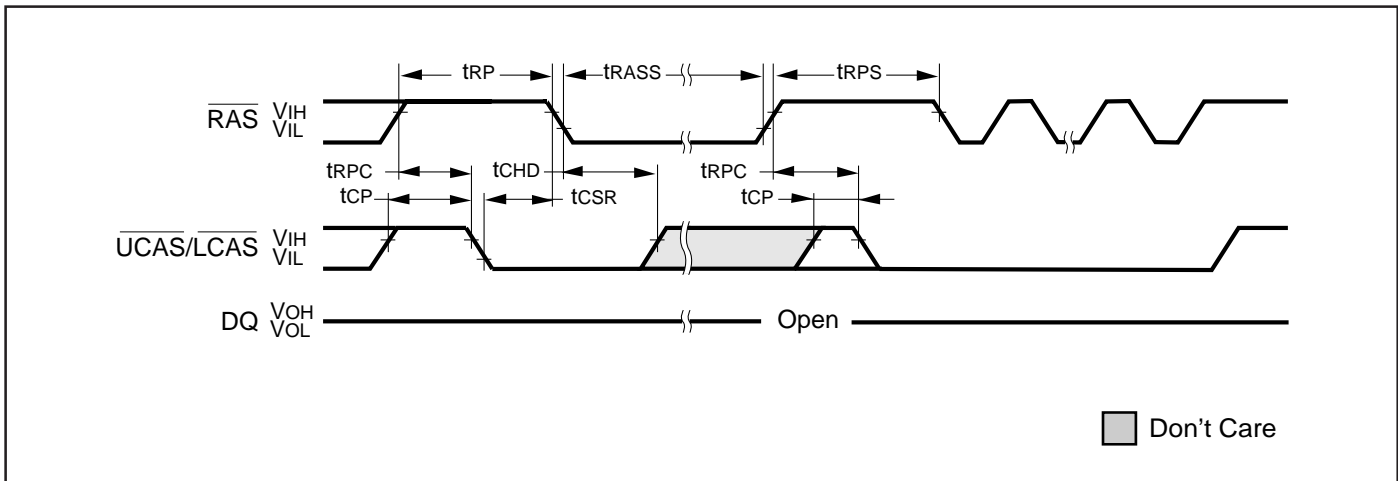 tRP tRASS tRPS
RAS VIH
VIL
tRPC tCHD tRPC
tCP tCSR tCP
UCAS/LCAS VIH
VIL
DQ VOH
VOL
Open
Don't Care